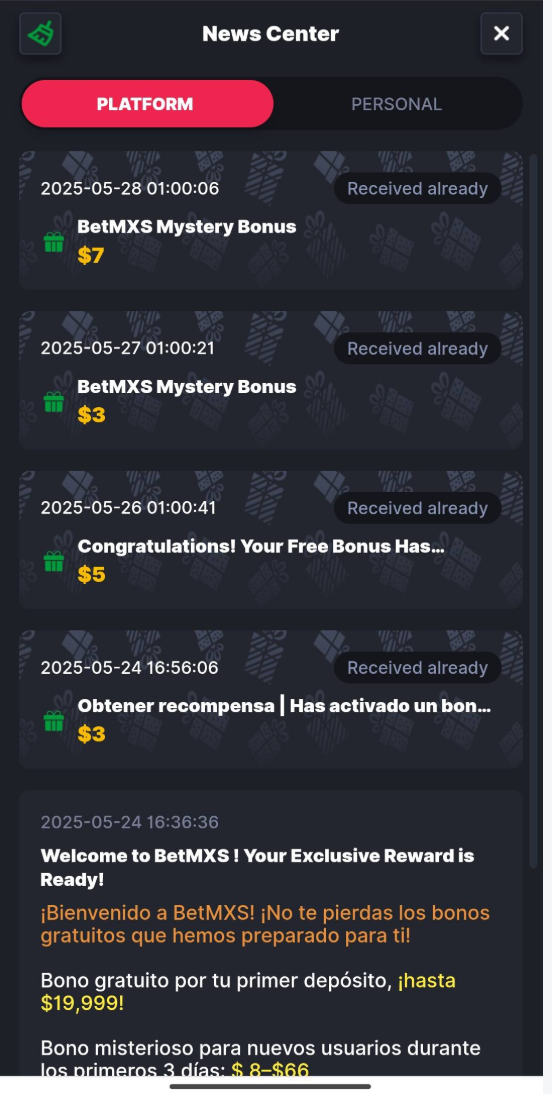 News Center
PLATFORM
PERSONAL
2025-05-28 01:00:06
Received already
BetMXS Mystery Bonus
$7
2025-05-27 01:00:21
Received already
BetMXS Mystery Bonus
$3
2025-05-26 01:00:41
Received already
Congratulations! Your Free Bonus Has...
$5
2025-05-24 16:56:06
Received already
Obtener recompensa | Has activado un bon...
$3
2025-05-24 16:36:36
Welcome to BetMXS ! Your Exclusive Reward is
Ready!
¡Bienvenido a BetMXS! ¡No te pierdas los bonos
gratuitos que hemos preparado para ti!
Bono gratuito por tu primer depósito, ¡hasta
$19,999!
Bono misterioso para nuevos usuarios durante
los primeros 3 días: $ 8–$66